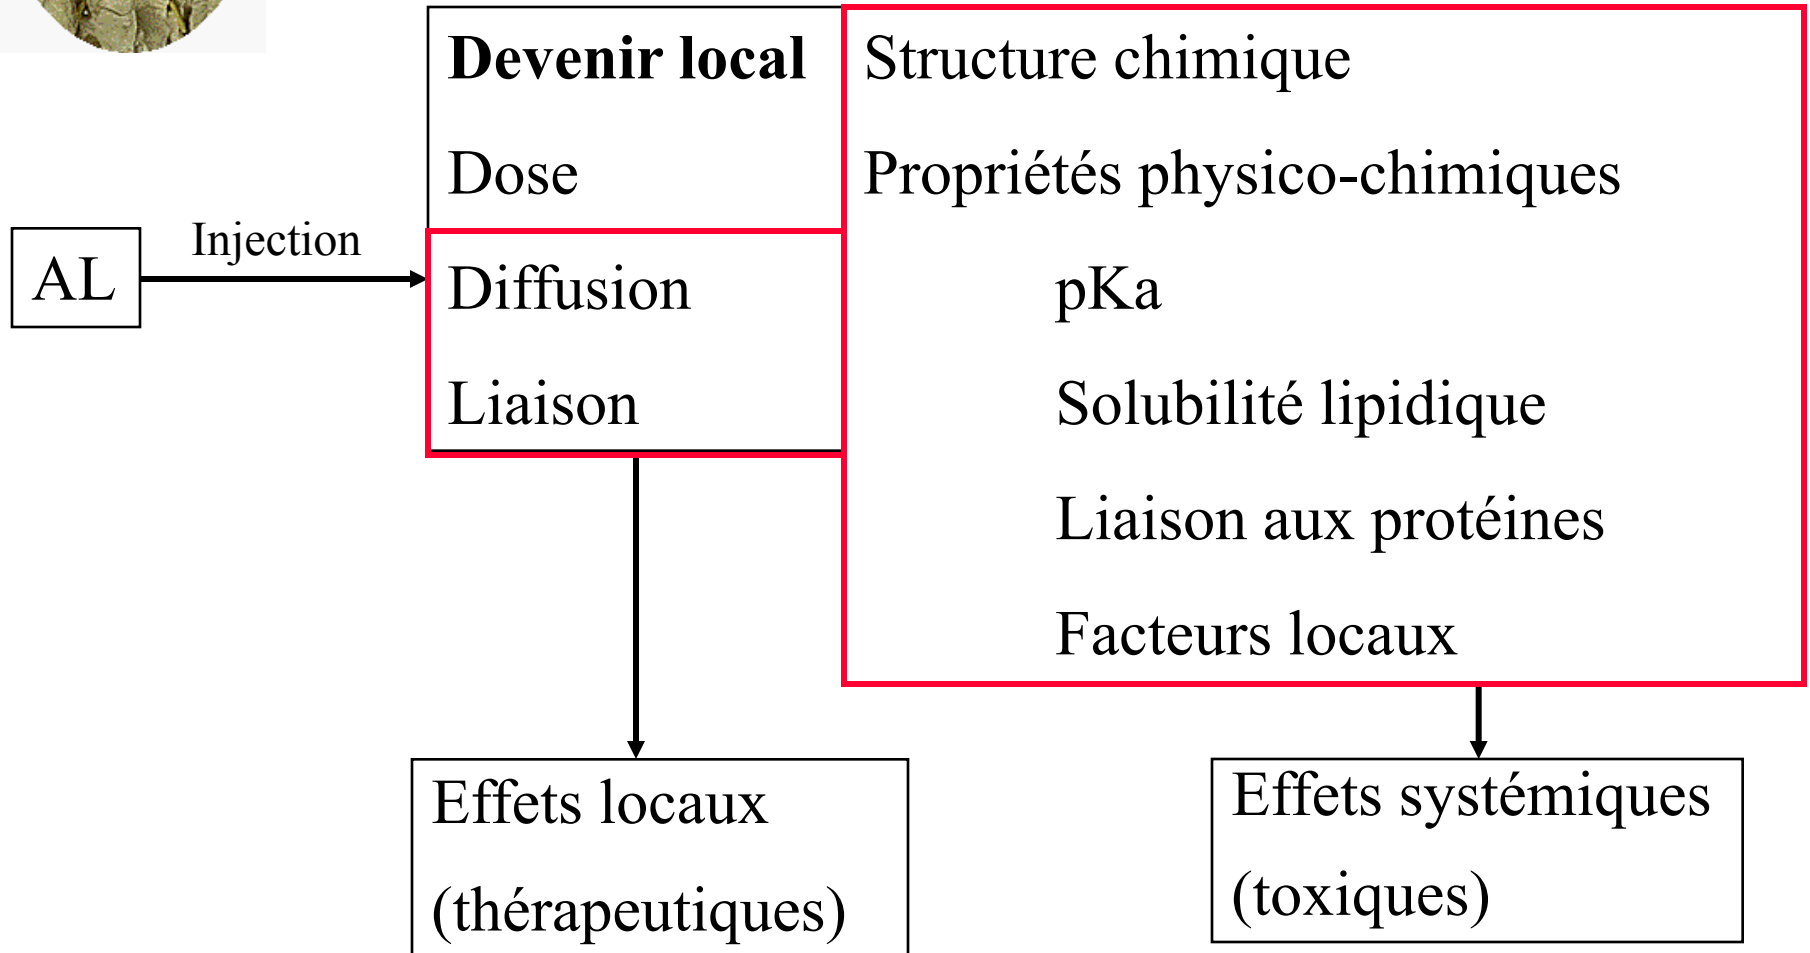 AL
Injection
Devenir local
Dose
Diffusion
Liaison
Structure chimique
Propriétés physico-chimiques
pKa
Solubilité lipidique
Liaison aux protéines
Facteurs locaux
Effets locaux
(thérapeutiques)
Effets systémiques
(toxiques)